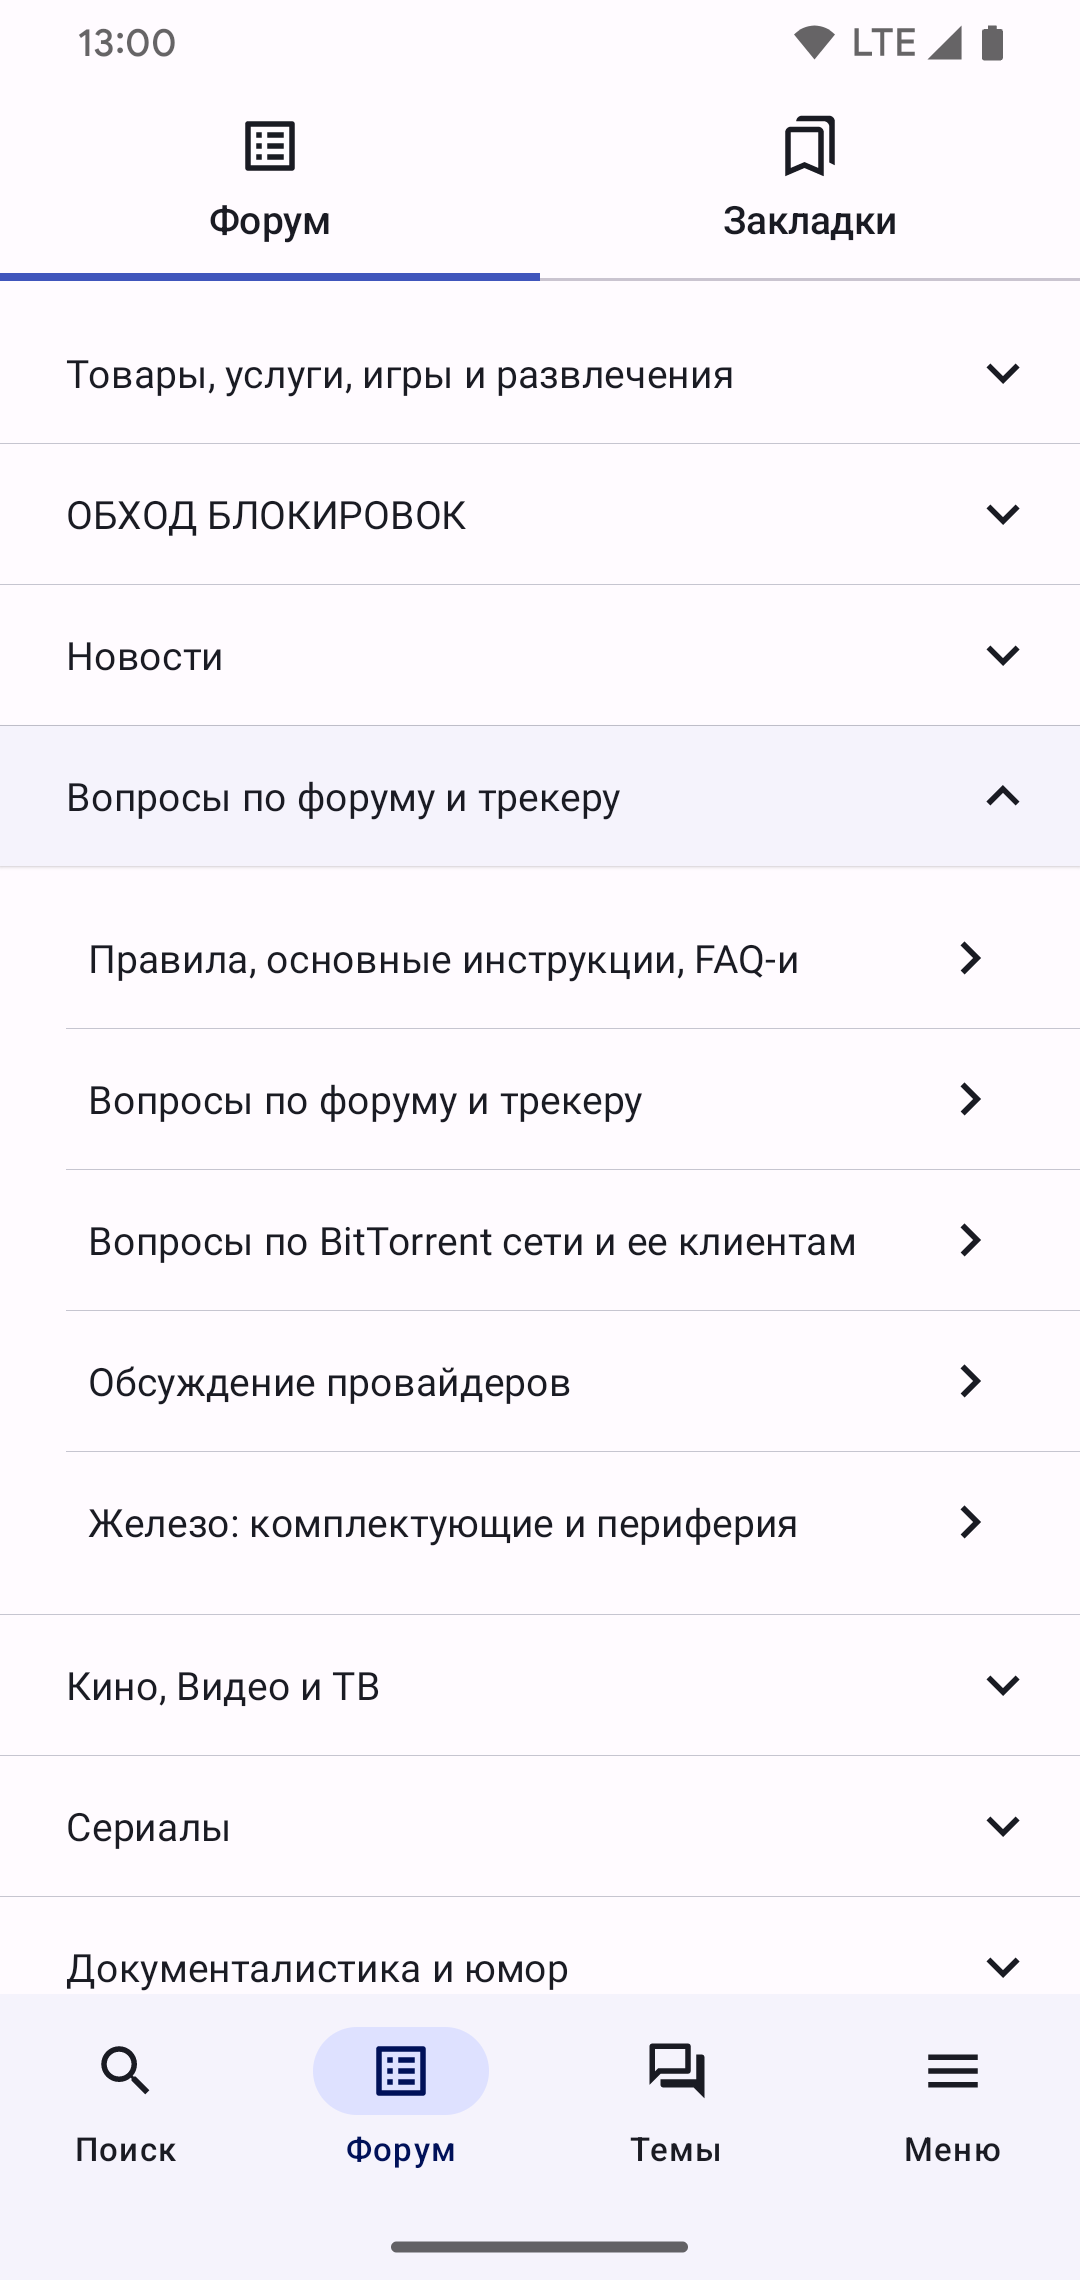 13:00
LTE
Форум
Закладки
Товары, услуги, игры и развлечения
ОБХОД БЛОКИРОВОК
Новости
Вопросы по форуму и трекеру
Правила, основные инструкции, FAQ-и
Вопросы по форуму и трекеру
Вопросы по BitTorrent сети и ее клиентам
Обсуждение провайдеров
Железо: комплектующие и периферия
Кино, Видео и ТВ
Сериалы
Документалистика и юмор
Поиск
Форум
Темы
Меню